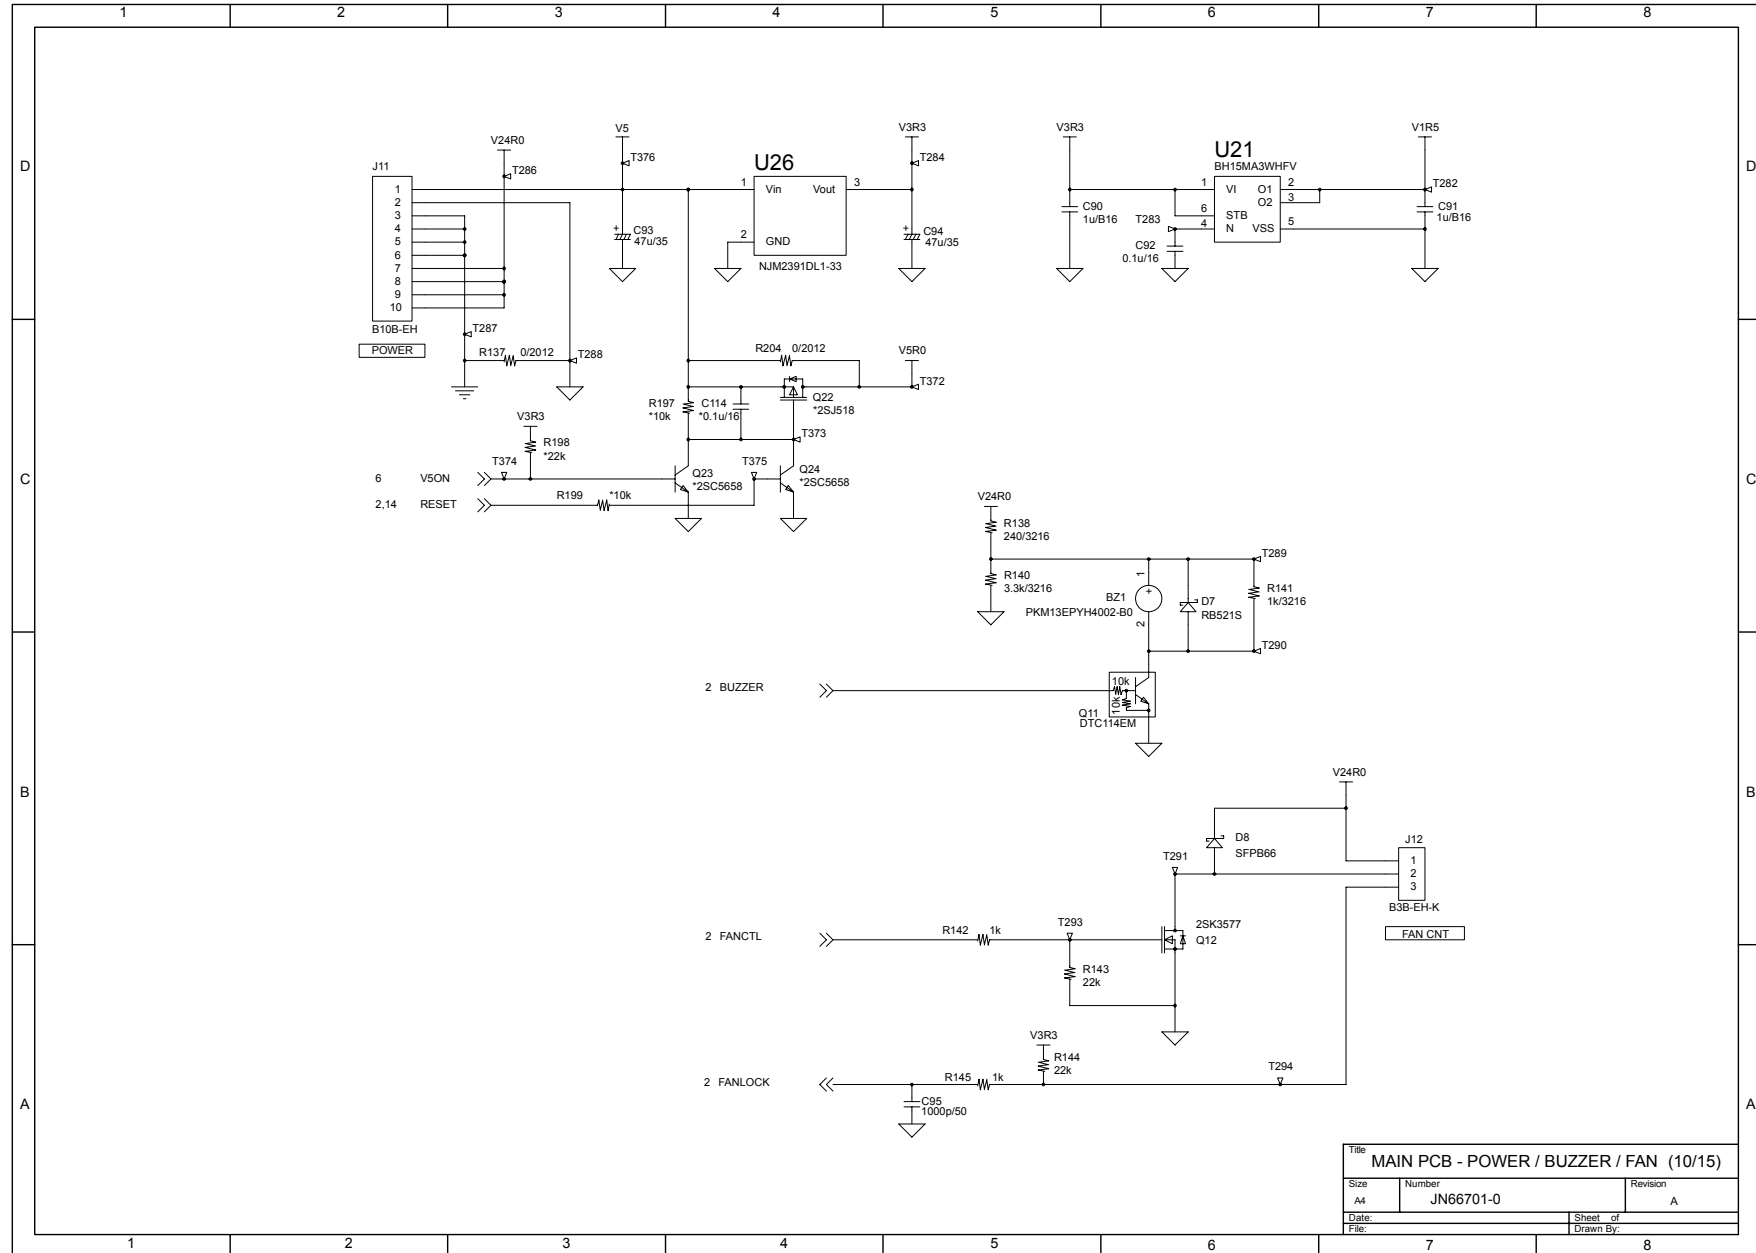 1 2 3 4 5 6 7 8
D D
C C
B B
A A
J11
1
2
3
4
5
6
7
8
9
10
B10B-EH
POWER
V24R0
T286
T287
R137 0/2012 T288
V5
T376
C93
47u/35
U26
1 Vin Vout 3
2 GND
NJM2391DL1-33
V3R3
T284
C94
47u/35
V3R3
C90
1u/B16
U21
BH15MA3WHFV
1 VI O1 2
O2 3
6 STB
4 N VSS 5
T283
C92
0.1u/16
V1R5
T282
C91
1u/B16
R204 0/2012
V5R0
T372
R197
*10k
C114
*0.1u/16
Q22
*2SJ518
T373
V3R3
R198
*22k
T374
6 V5ON
Q23
*2SC5658
T375
Q24
*2SC5658
2,14 RESET
R199 *10k
V24R0
R138
240/3216
T289
R140
3.3k/3216
1
BZ1
PKM13EPYH4002-B0
2
D7
RB521S
R141
1k/3216
T290
2 BUZZER
10k
10k
Q11
DTC114EM
V24R0
D8
SFPB66
T291
J12
1
2
3
B3B-EH-K
FAN CNT
2 FANCTL
R142 1k
T293
2SK3577
Q12
R143
22k
V3R3
R144
22k
T294
2 FANLOCK
R145 1k
C95
1000p/50
Title
MAIN PCB - POWER / BUZZER / FAN (10/15)
Size Number Revision
A4 JN66701-0 A
Date: Sheet of
File: Drawn By:
1 2 3 4 5 6 7 8